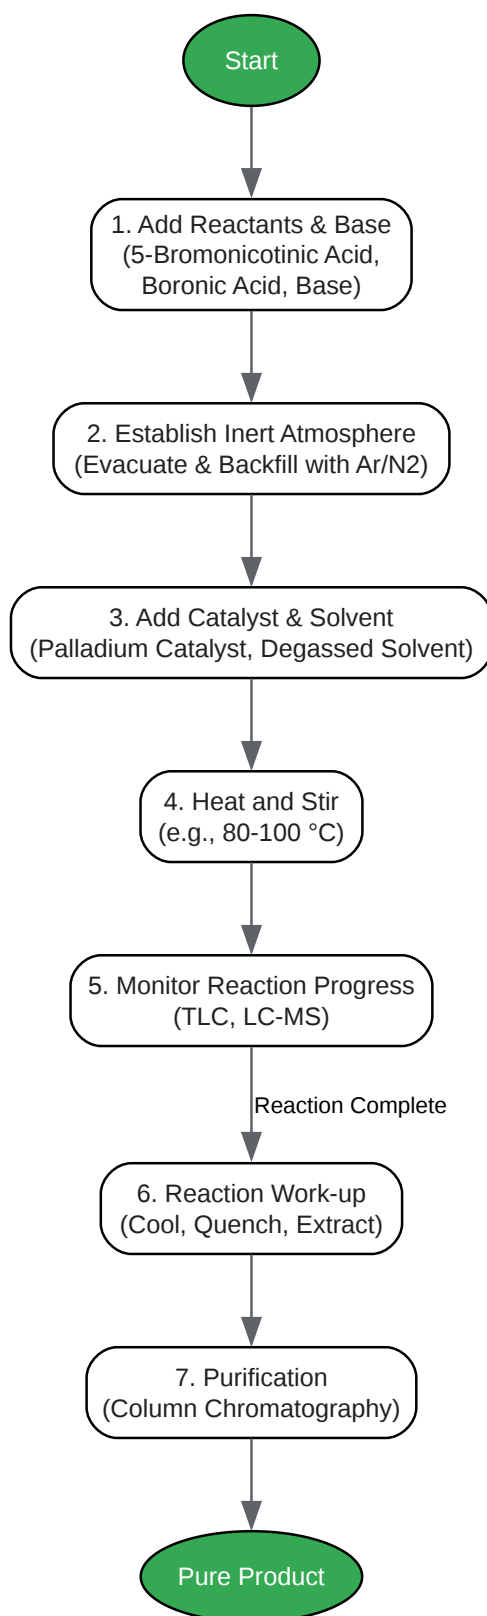 Start
1. Add Reactants & Base
(5-Bromonicotinic Acid,
Boronic Acid, Base)
2. Establish Inert Atmosphere
(Evacuate & Backfill with Ar/N2)
3. Add Catalyst & Solvent
(Palladium Catalyst, Degassed Solvent)
4. Heat and Stir
(e.g., 80-100 °C)
5. Monitor Reaction Progress
(TLC, LC-MS)
Reaction Complete
6. Reaction Work-up
(Cool, Quench, Extract)
7. Purification
(Column Chromatography)
Pure Product